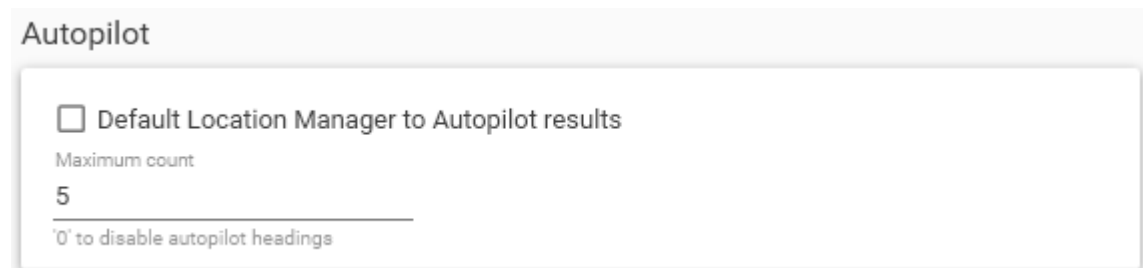 Autopilot
Default Location Manager to Autopilot results
Maximum count
5
'0' to disable autopilot headings